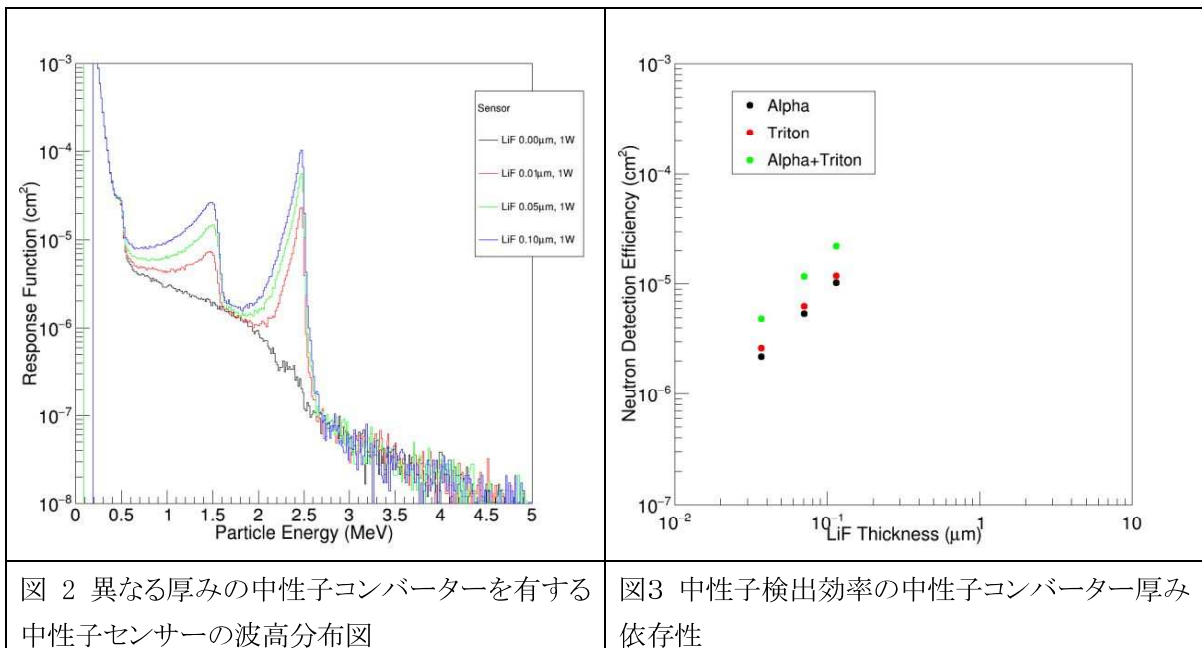 10⁻³
10⁻⁴
10⁻⁵
10⁻⁶
10⁻⁷
10⁻⁸
Response Function (cm²)
0 0.5 1 1.5 2 2.5 3 3.5 4 4.5 5
Particle Energy (MeV)
Sensor
LiF 0.00μm, 1W
LiF 0.01μm, 1W
LiF 0.05μm, 1W
LiF 0.10μm, 1W
10⁻³
10⁻⁴
10⁻⁵
10⁻⁶
10⁻⁷
Neutron Detection Efficiency (cm²)
10⁻² 10⁻¹ 1 10
LiF Thickness (μm)
Alpha
Triton
Alpha+Triton
図 2 異なる厚みの中性子コンバーターを有する
中性子センサーの波高分布図
図3 中性子検出効率の中性子コンバーター厚み
依存性